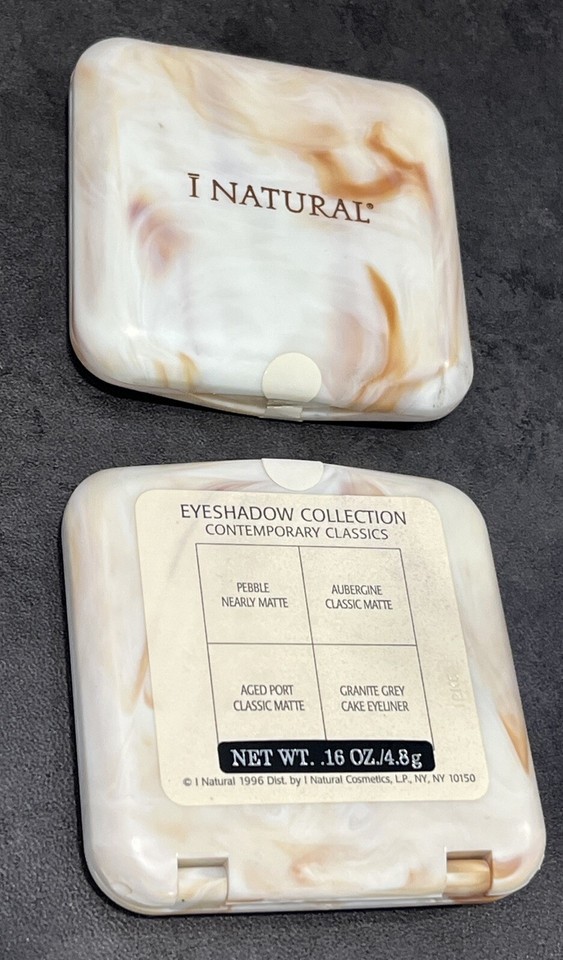 Ī NATURAL®
EYESHADOW COLLECTION
CONTEMPORARY CLASSICS
PEBBLE
NEARLY MATTE
AUBERGINE
CLASSIC MATTE
AGED PORT
CLASSIC MATTE
GRANITE GREY
CAKE EYELINER
NET WT. .16 OZ./4.8g
© I Natural 1996 Dist. by I Natural Cosmetics, L.P., NY, NY 10150